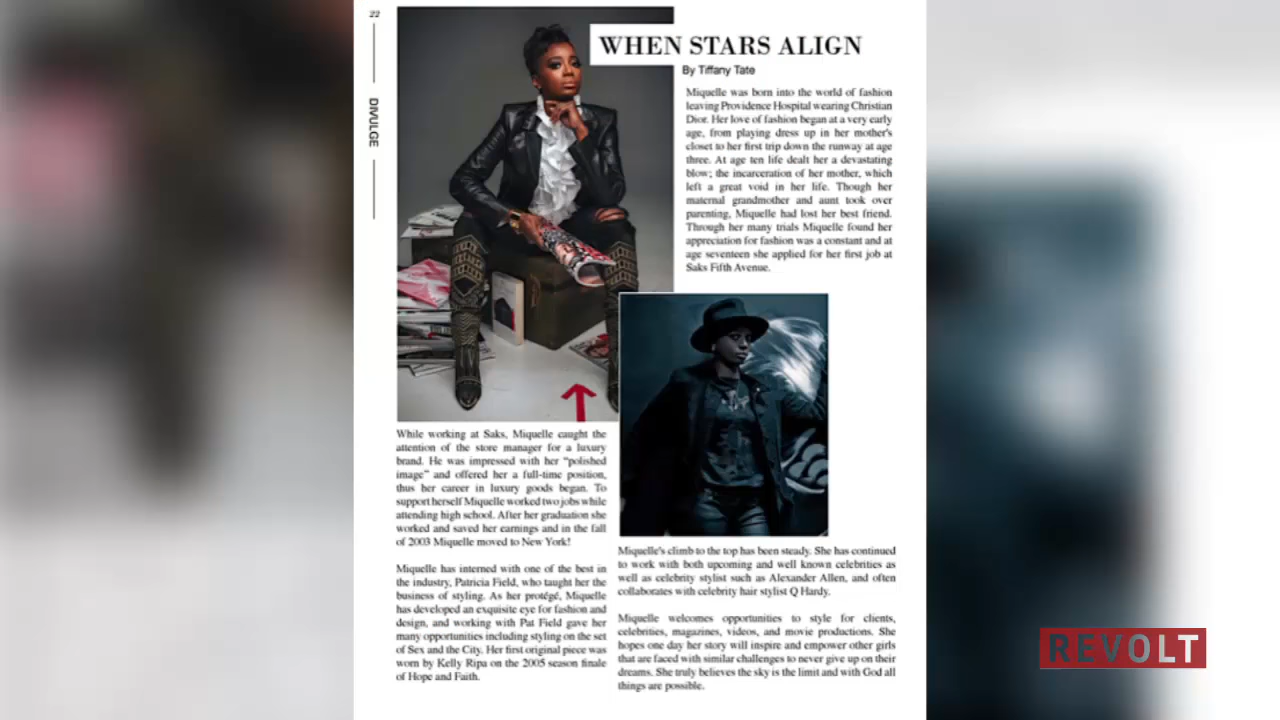 22
DIVULGE
WHEN STARS ALIGN
By Tiffany Tate
Miquelle was born into the world of fashion
leaving Providence Hospital wearing Christian
Dior. Her love of fashion began at a very early
age, from playing dress up in her mother's
closet to her first trip down the runway at age
three. At age ten life dealt her a devastating
blow; the incarceration of her mother, which
left a great void in her life. Though her
maternal grandmother and aunt took over
parenting, Miquelle had lost her best friend.
Through her many trials Miquelle found her
appreciation for fashion was a constant and at
age seventeen she applied for her first job at
Saks Fifth Avenue.
While working at Saks, Miquelle caught the
attention of the store manager for a luxury
brand. He was impressed with her “polished
image” and offered her a full-time position,
thus her career in luxury goods began. To
support herself Miquelle worked two jobs while
attending high school. After her graduation she
worked and saved her earnings and in the fall
of 2003 Miquelle moved to New York!
Miquelle has interned with one of the best in
the industry, Patricia Field, who taught her the
business of styling. As her protégé, Miquelle
has developed an exquisite eye for fashion and
design, and working with Pat Field gave her
many opportunities including styling on the set
of Sex and the City. Her first original piece was
worn by Kelly Ripa on the 2005 season finale
of Hope and Faith.
Miquelle's climb to the top has been steady. She has continued
to work with both upcoming and well known celebrities as
well as celebrity stylist such as Alexander Allen, and often
collaborates with celebrity hair stylist Q Hardy.
Miquelle welcomes opportunities to style for clients,
celebrities, magazines, videos, and movie productions. She
hopes one day her story will inspire and empower other girls
that are faced with similar challenges to never give up on their
dreams. She truly believes the sky is the limit and with God all
things are possible.
REVOLT